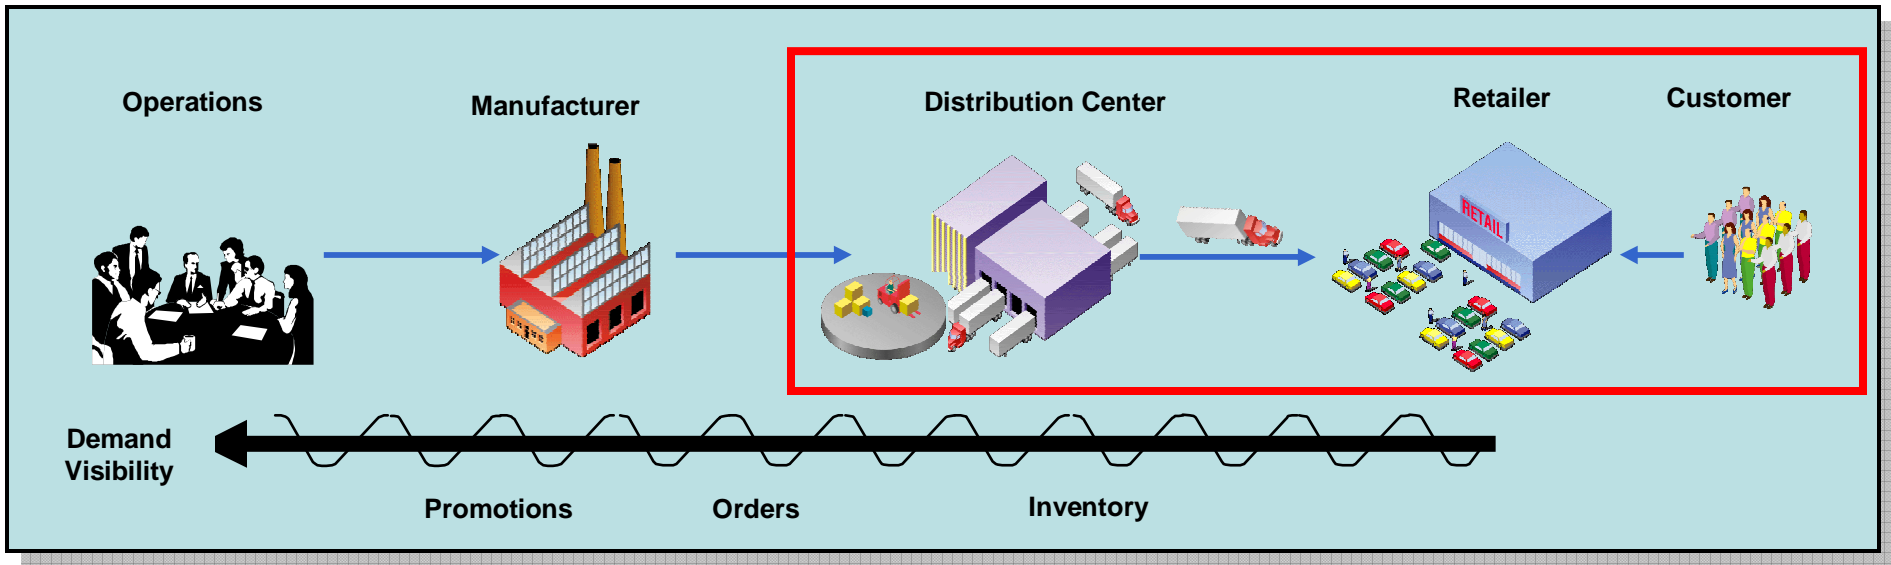 Operations
Manufacturer
Distribution Center
Retailer
Customer
RETAIL
Demand
Visibility
Promotions
Orders
Inventory